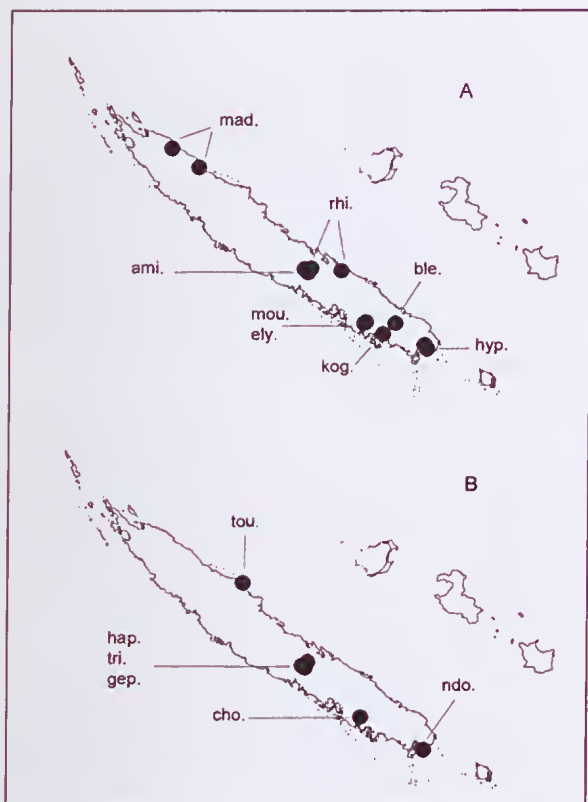 A
mad.
rhi.
ami.
ble.
mou.
ely.
kog.
hyp.
B
tou.
hap.
tri.
gep.
cho.
ndo.